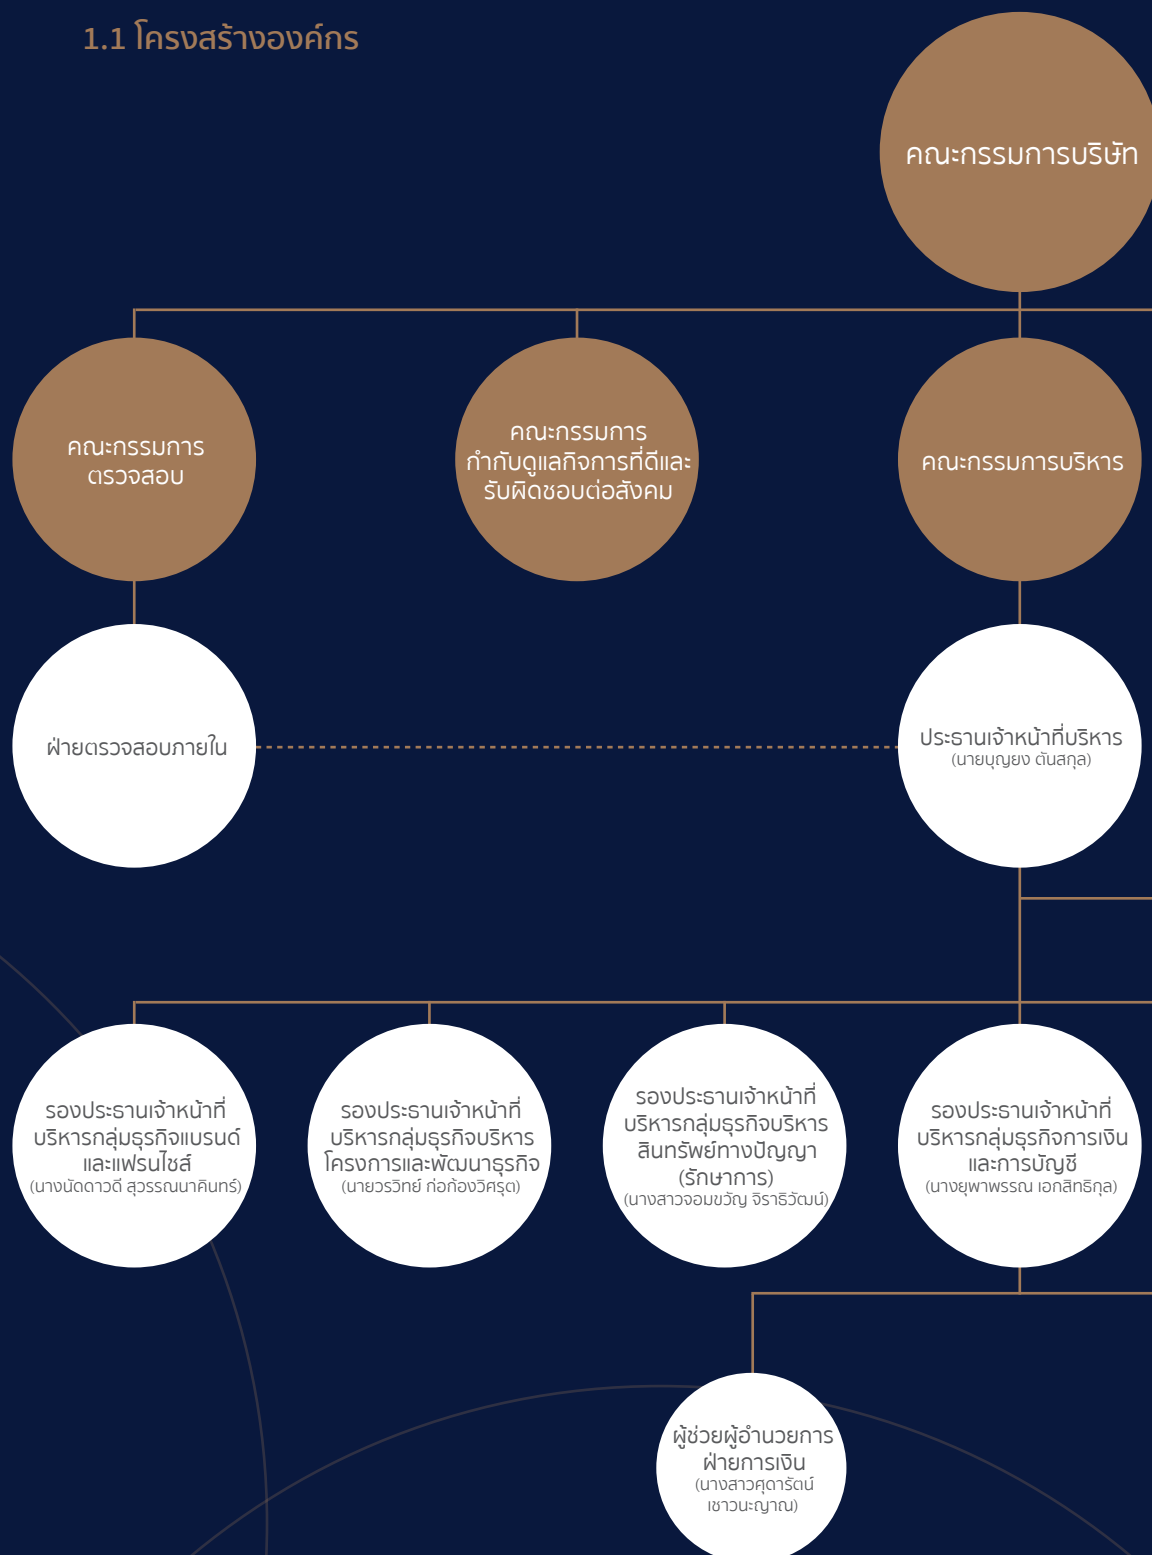 1.1 โครงสร้างองค์กร
คณะกรรมการบริษัท
คณะกรรมการ
ตรวจสอบ
คณะกรรมการ
กำกับดูแลกิจการที่ดีและ
รับผิดชอบต่อสังคม
คณะกรรมการบริหาร
ฝ่ายตรวจสอบภายใน
ประธานเจ้าหน้าที่บริหาร
(นายบุญยง ตันสกุล)
รองประธานเจ้าหน้าที่
บริหารกลุ่มธุรกิจแบรนด์
และแฟรนไชส์
(นางนัดดาวดี สุวรรณนาคินทร์)
รองประธานเจ้าหน้าที่
บริหารกลุ่มธุรกิจบริหาร
โครงการและพัฒนาธุรกิจ
(นายวรวิทย์ ก่อก้องวิศรุต)
รองประธานเจ้าหน้าที่
บริหารกลุ่มธุรกิจบริหาร
สินทรัพย์ทางปัญญา
(รักษาการ)
(นางสาวจอมขวัญ จิราธิวัฒน์)
รองประธานเจ้าหน้าที่
บริหารกลุ่มธุรกิจการเงิน
และการบัญชี
(นางยุพาพรรณ เอกสิทธิกุล)
ผู้ช่วยผู้อำนวยการ
ฝ่ายการเงิน
(นางสาวศุดารัตน์
เชาวนะญาณ)